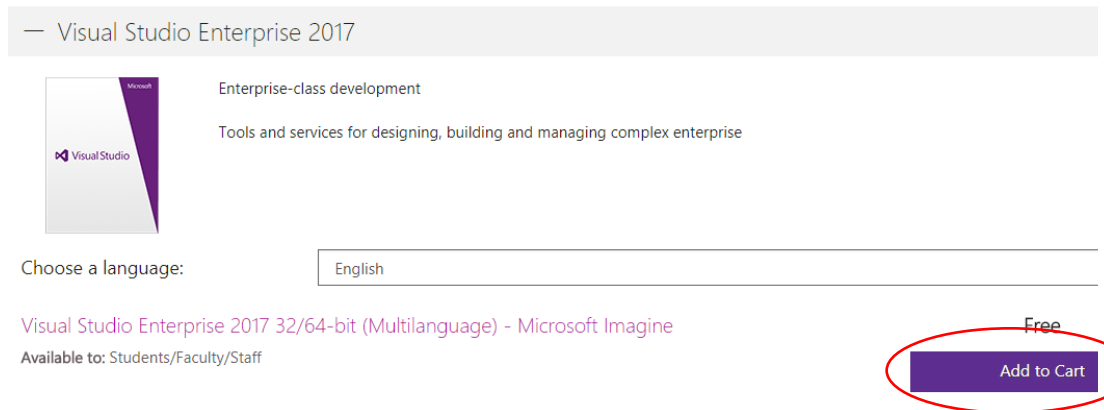 — Visual Studio Enterprise 2017
Microsoft
Visual Studio
Enterprise-class development
Tools and services for designing, building and managing complex enterprise
Choose a language:
English
Visual Studio Enterprise 2017 32/64-bit (Multilanguage) - Microsoft Imagine
Free
Available to: Students/Faculty/Staff
Add to Cart